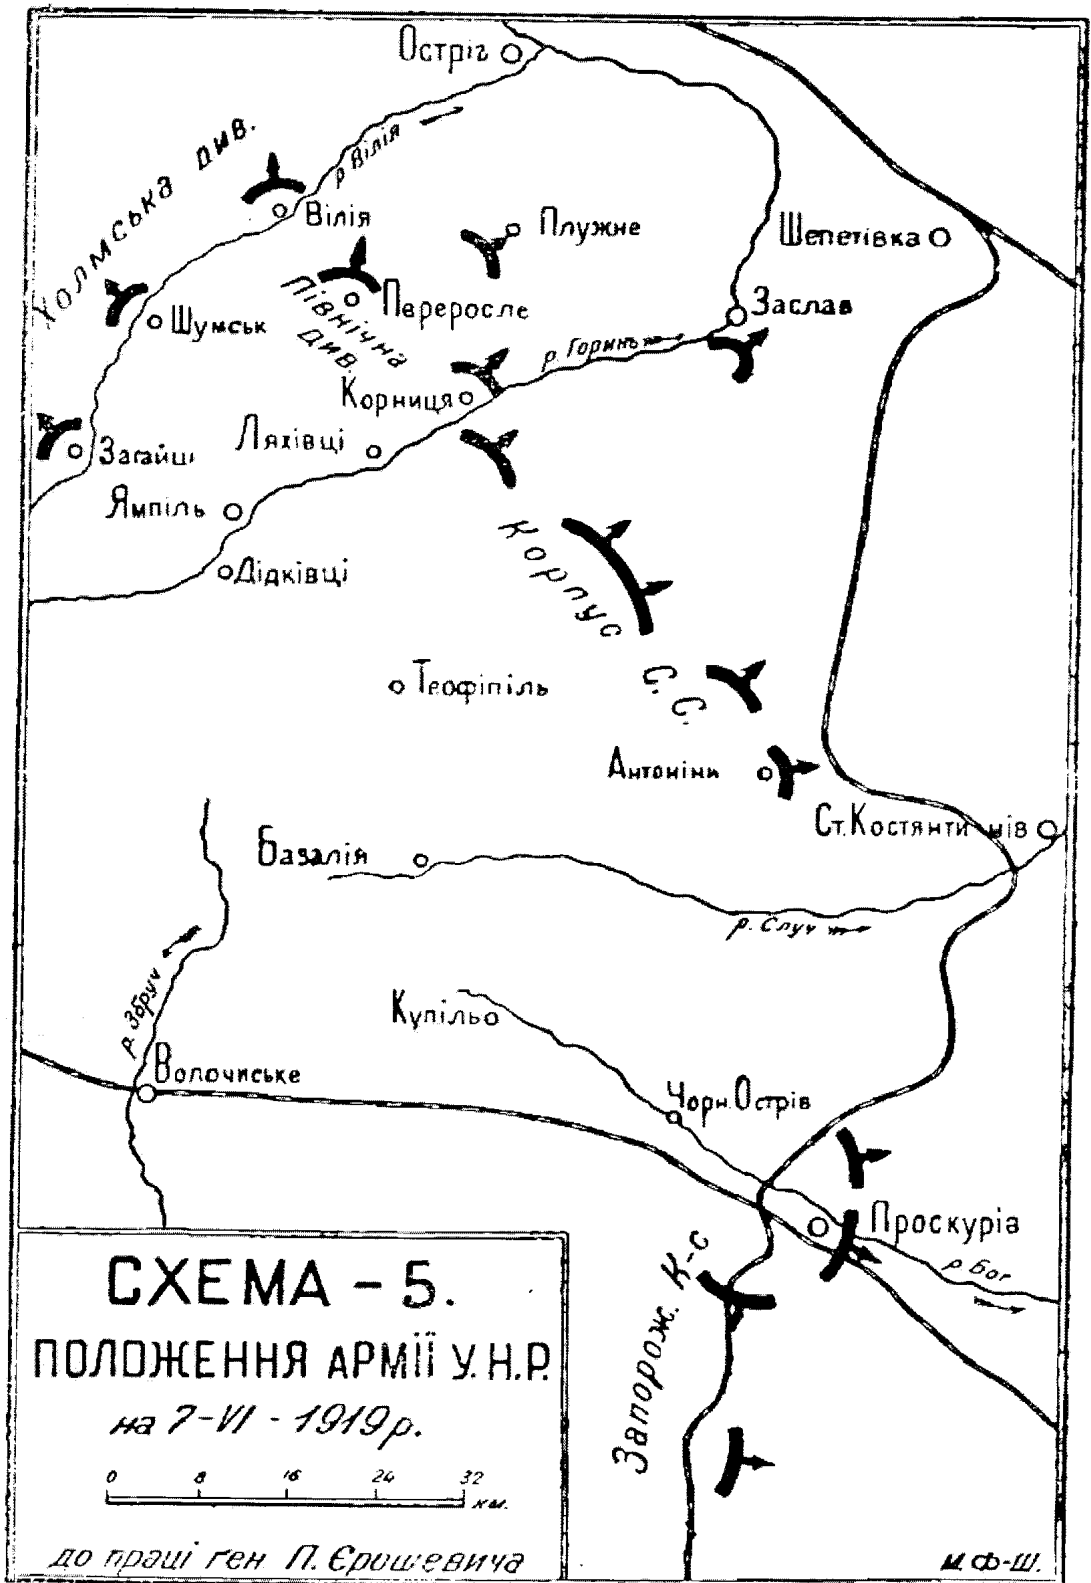 Остріг
Холмська див.
р. Вілія
Вілія
Плужне
Шепетівка
Північна
див.
Переросле
Шумськ
Заслав
р. Горинь
Корниця
Ляхівці
Загайці
Ямпіль
Дідківці
Корпус
С. С.
Теофіпіль
Антоніни
Ст. Костянтинів
Базалія
р. Случ
р. Збруч
Купіль
Волочиське
Чорн. Острів
Проскурів
р. Бог
Запорож. К-с
СХЕМА – 5.
ПОЛОЖЕННЯ АРМІЇ У.Н.Р.
на 7-VI-1919 р.
0 8 16 24 32
км.
до праці ген П. Єрошевича
М. Ф-Ш.